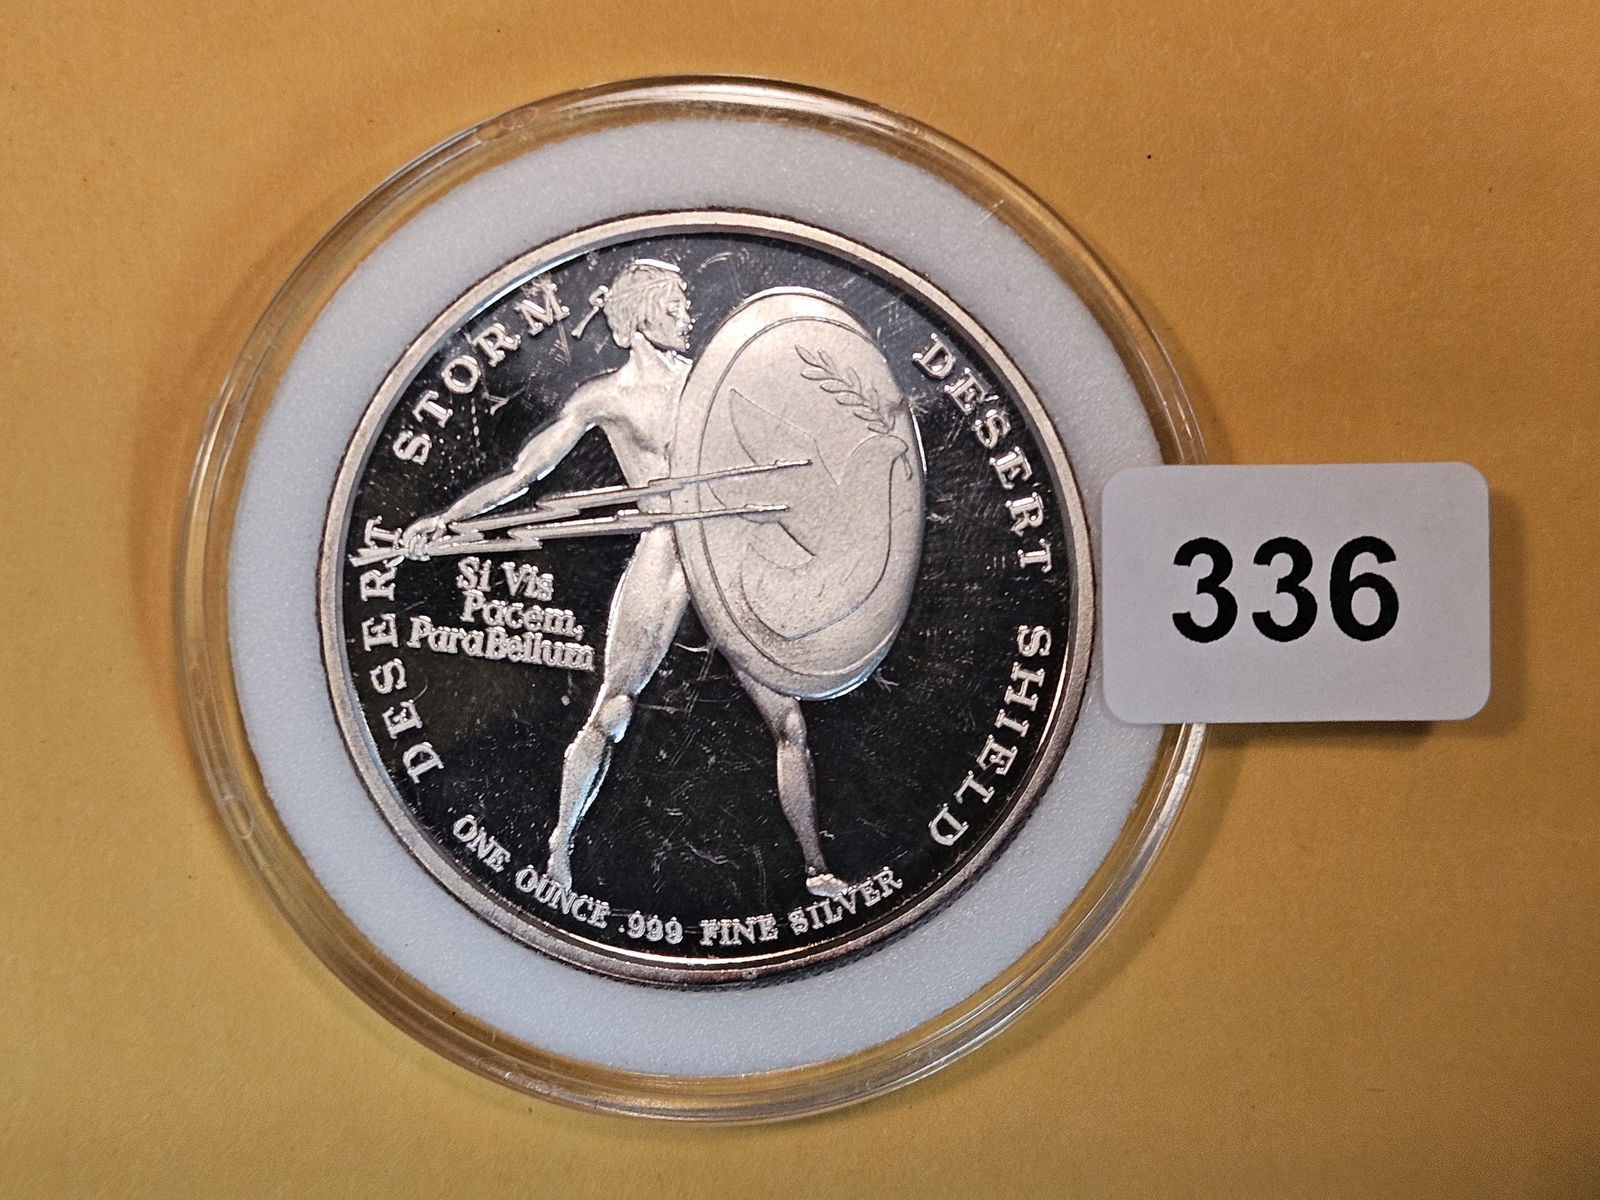 DESERT STORM
DESERT SHIELD
Si Vis
Pacem,
Para Bellum
ONE OUNCE .999 FINE SILVER
336